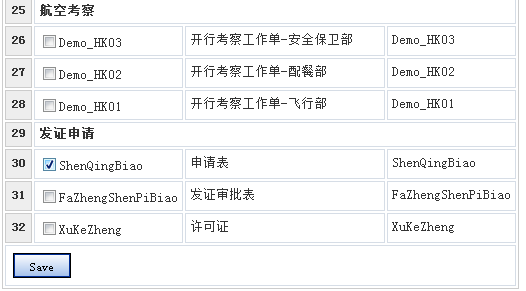 25 航空考察
26 Demo_HK03 开行考察工作单-安全保卫部 Demo_HK03
27 Demo_HK02 开行考察工作单-配餐部 Demo_HK02
28 Demo_HK01 开行考察工作单-飞行部 Demo_HK01
29 发证申请
30 ShenQingBiao 申请表 ShenQingBiao
31 FaZhengShenPiBiao 发证审批表 FaZhengShenPiBiao
32 XuKeZheng 许可证 XuKeZheng
Save